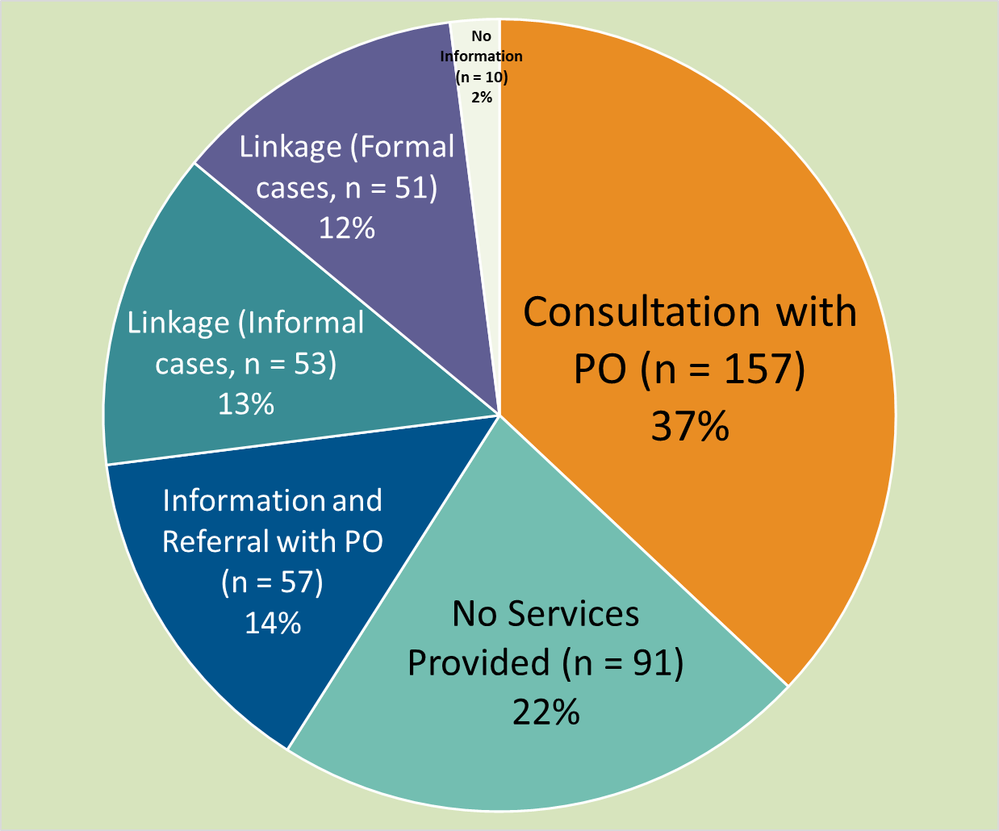 No
Information
(n = 10)
2%
Consultation with
PO (n = 157)
37%
No Services
Provided (n = 91)
22%
Information and
Referral with PO
(n = 57)
14%
Linkage (Informal
cases, n = 53)
13%
Linkage (Formal
cases, n = 51)
12%